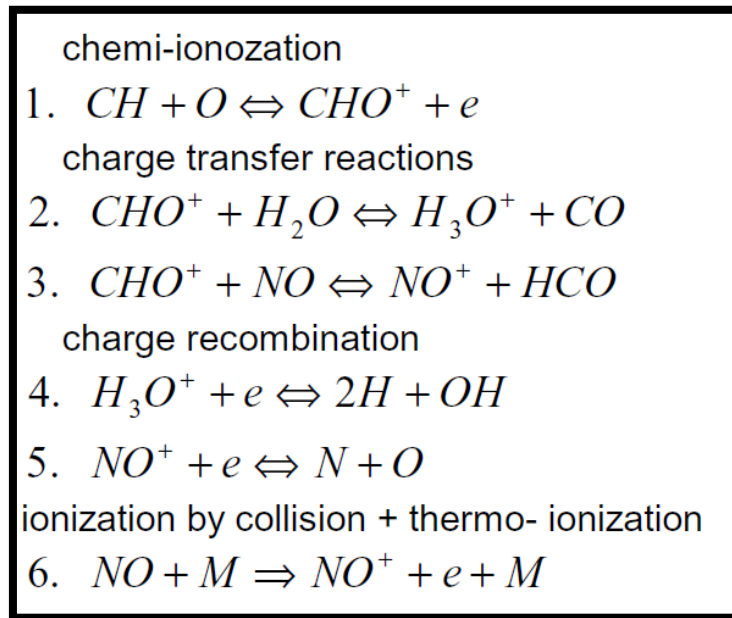 chemi-ionozation
1. CH + O ⇔ CHO⁺ + e
charge transfer reactions
2. CHO⁺ + H₂O ⇔ H₃O⁺ + CO
3. CHO⁺ + NO ⇔ NO⁺ + HCO
charge recombination
4. H₃O⁺ + e ⇔ 2H + OH
5. NO⁺ + e ⇔ N + O
ionization by collision + thermo- ionization
6. NO + M ⇒ NO⁺ + e + M